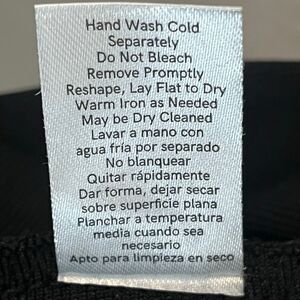 Hand Wash Cold
Separately
Do Not Bleach
Remove Promptly
Reshape, Lay Flat to Dry
Warm Iron as Needed
May be Dry Cleaned
Lavar a mano con
agua fría por separado
No blanquear
Quitar rápidamente
Dar forma, dejar secar
sobre superficie plana
Planchar a temperatura
media cuando sea
necesario
Apto para limpieza en seco